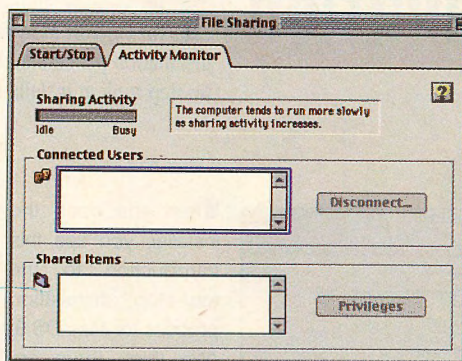 File Sharing
Start/Stop
Activity Monitor
Sharing Activity
Idle
Busy
The computer tends to run more slowly
as sharing activity increases.
?
Connected Users
Disconnect...
Shared Items
Privileges